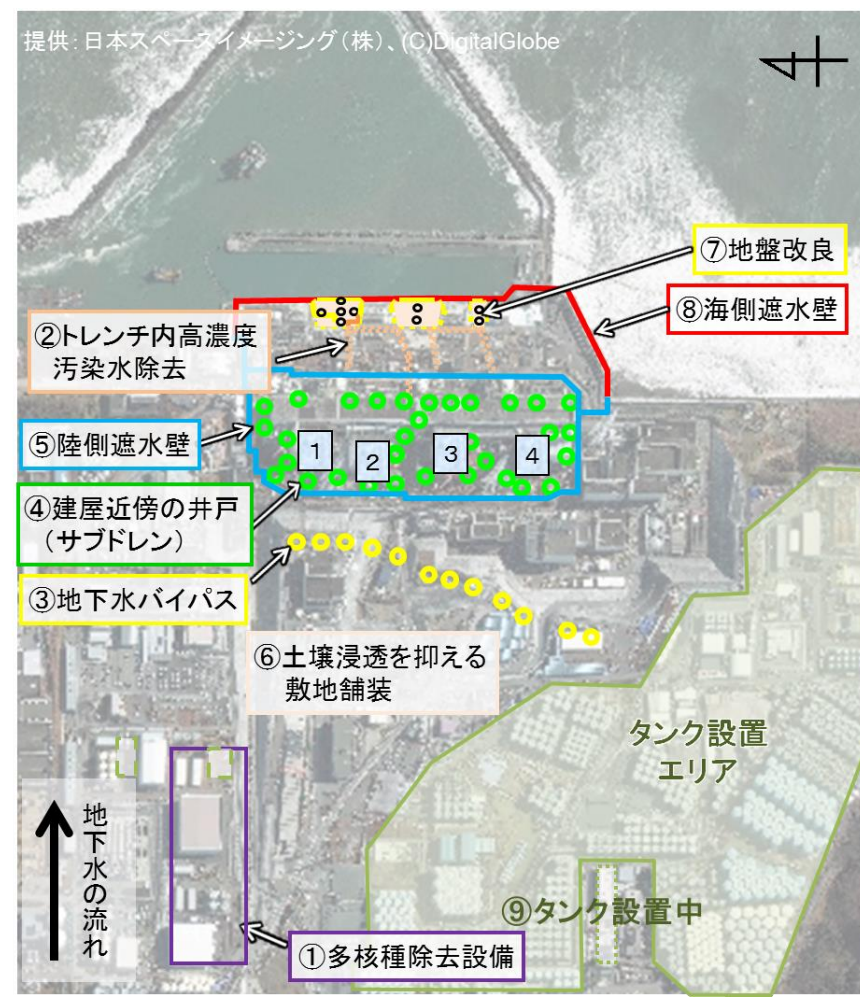 提供:日本スペースイメージング(株)、(C)DigitalGlobe
⑦地盤改良
⑧海側遮水壁
②トレンチ内高濃度
汚染水除去
⑤陸側遮水壁
1
2
3
4
④建屋近傍の井戸
(サブドレン)
③地下水バイパス
⑥土壌浸透を抑える
敷地舗装
タンク設置
エリア
地下水の流れ
⑨タンク設置中
①多核種除去設備